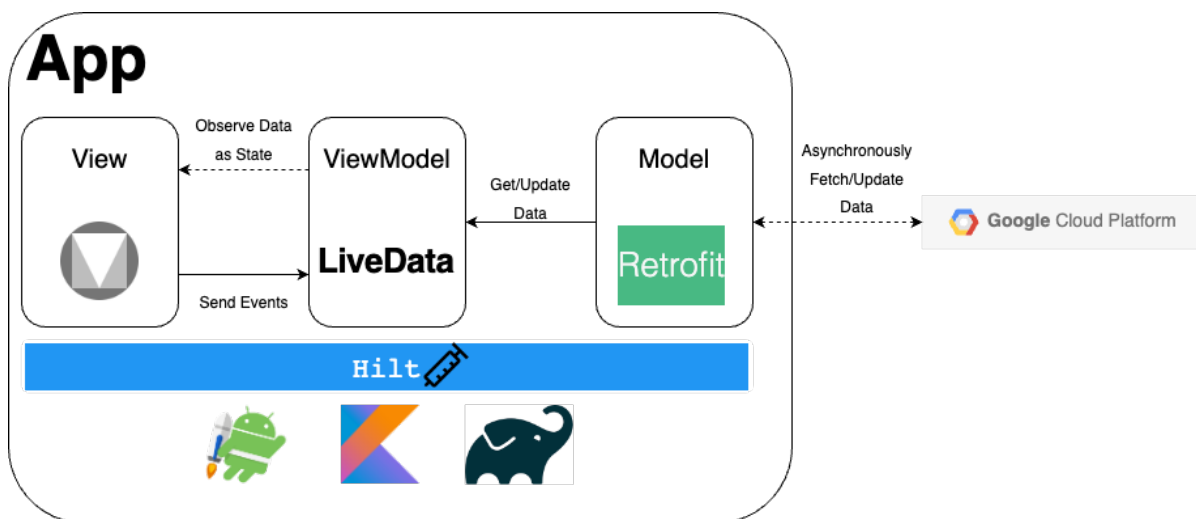 App
Observe Data
as State
View
ViewModel
Model
Asynchronously
Fetch/Update
Data
Get/Update
Data
Google Cloud Platform
LiveData
Retrofit
Send Events
Hilt